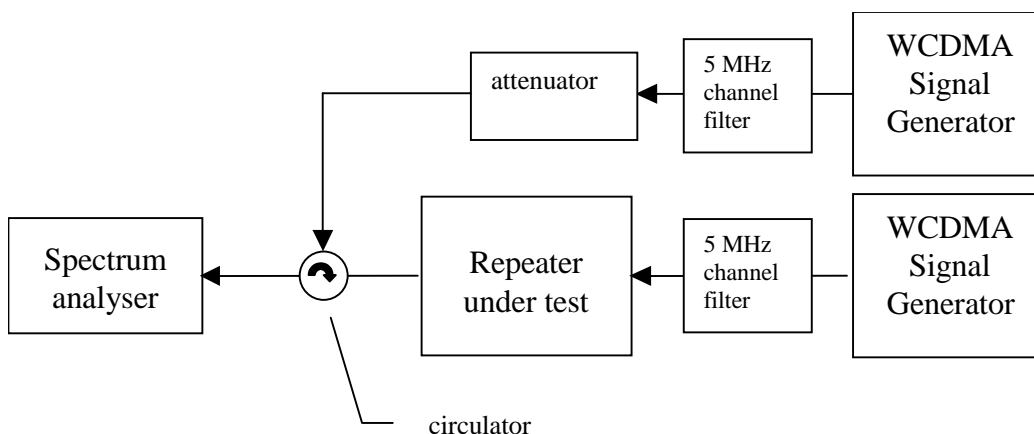 attenuator
5 MHz
channel
filter
WCDMA
Signal
Generator
Spectrum
analyser
Repeater
under test
5 MHz
channel
filter
WCDMA
Signal
Generator
circulator